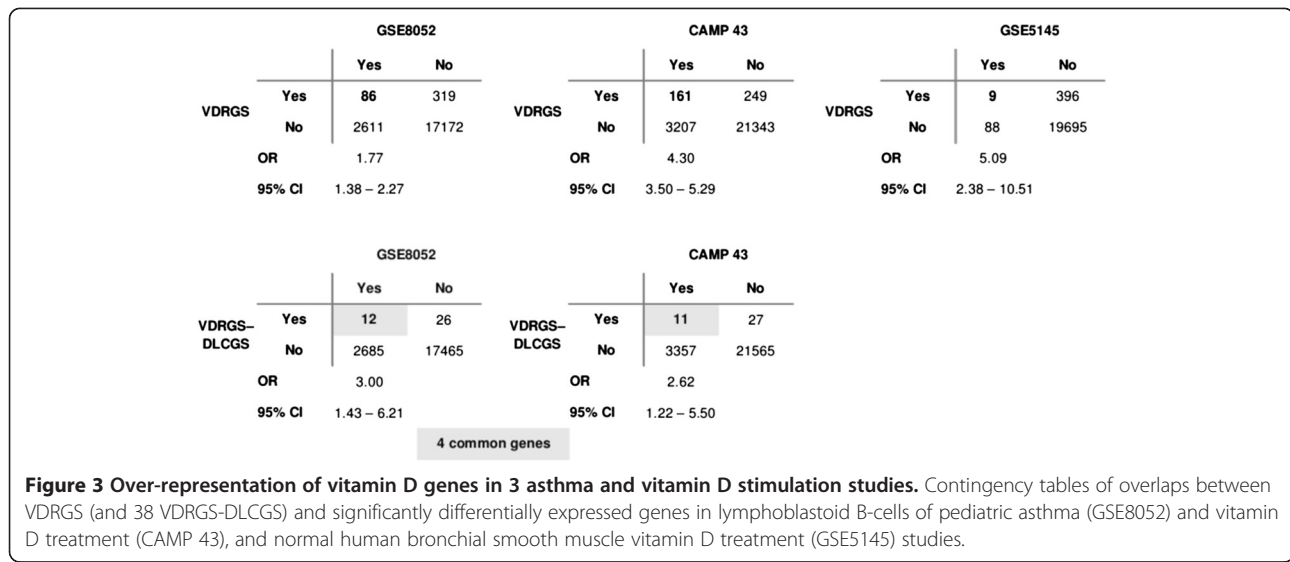 GSE8052 CAMP 43 GSE5145
Yes No Yes No Yes No
VDRGS Yes 86 319 VDRGS Yes 161 249 VDRGS Yes 9 396
No 2611 17172 No 3207 21343 No 88 19695
OR 1.77 OR 4.30 OR 5.09
95% CI 1.38 – 2.27 95% CI 3.50 – 5.29 95% CI 2.38 – 10.51
GSE8052 CAMP 43
Yes No Yes No
VDRGS– DLCGS Yes 12 26 VDRGS– DLCGS Yes 11 27
No 2685 17465 No 3357 21565
OR 3.00 OR 2.62
95% CI 1.43 – 6.21 95% CI 1.22 – 5.50
4 common genes
Figure 3 Over-representation of vitamin D genes in 3 asthma and vitamin D stimulation studies. Contingency tables of overlaps between
VDRGS (and 38 VDRGS-DLCGS) and significantly differentially expressed genes in lymphoblastoid B-cells of pediatric asthma (GSE8052) and vitamin
D treatment (CAMP 43), and normal human bronchial smooth muscle vitamin D treatment (GSE5145) studies.